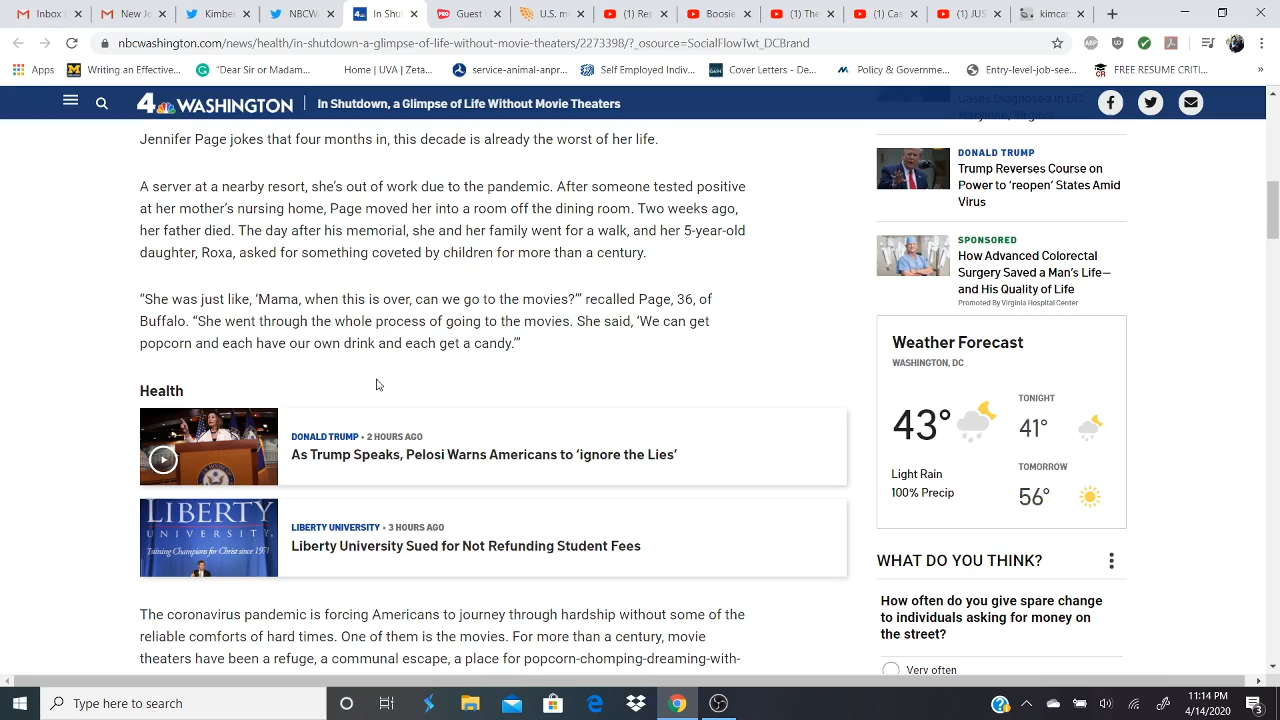 Inbox
Inbox
In Shu
Guest
U.S. m
(1) Re
Boosie
(1) The
(1) Cas
(1) JUS
kimcar
nbcwashington.com/news/health/in-shutdown-a-glimpse-of-life-without-movie-theaters/2273398/?_osource=SocialFlowTwt_DCBrand
Apps
Writing an Effective...
"Dear Sir or Madam...
Home | UVA | Zeta...
service-animal-anpr...
Self Employed Indiv...
Cover Letters - De...
Policy & Governme...
Entry-level-job-see...
FREE RESUME CRITI...
»
4 WASHINGTON
In Shutdown, a Glimpse of Life Without Movie Theaters
Jennifer Page jokes that four months in, this decade is already the worst of her life.
A server at a nearby resort, she's out of work due to the pandemic. After someone tested positive
at her mother's nursing home, Page moved her into a room off the dining room. Two weeks ago,
her father died. The day after his memorial, she and her family went for a walk, and her 5-year-old
daughter, Roxa, asked for something coveted by children for more than a century.
"She was just like, 'Mama, when this is over, can we go to the movies?'" recalled Page, 36, of
Buffalo. "She went through the whole process of going to the movies. She said, 'We can get
popcorn and each have our own drink and each get a candy.'"
Health
DONALD TRUMP • 2 HOURS AGO
As Trump Speaks, Pelosi Warns Americans to 'ignore the Lies'
LIBERTY
UNIVERSITY
Training Champions for Christ since 1971
LIBERTY UNIVERSITY • 3 HOURS AGO
Liberty University Sued for Not Refunding Student Fees
The coronavirus pandemic is forcing Americans to journey through hardship without some of the
reliable comforts of hard times. One of them is the movies. For more than a century, movie
theaters have been a refuge, a communal escape, a place for popcorn-chomping-dreaming-with-
Cases Diagnosed in DC,
Maryland, Virginia
DONALD TRUMP
Trump Reverses Course on
Power to 'reopen' States Amid
Virus
SPONSORED
How Advanced Colorectal
Surgery Saved a Man's Life—
and His Quality of Life
Promoted By Virginia Hospital Center
Weather Forecast
WASHINGTON, DC
43°
Light Rain
100% Precip
TONIGHT
41°
TOMORROW
56°
WHAT DO YOU THINK?
How often do you give spare change
to individuals asking for money on
the street?
Very often
Type here to search
11:14 PM
4/14/2020
3